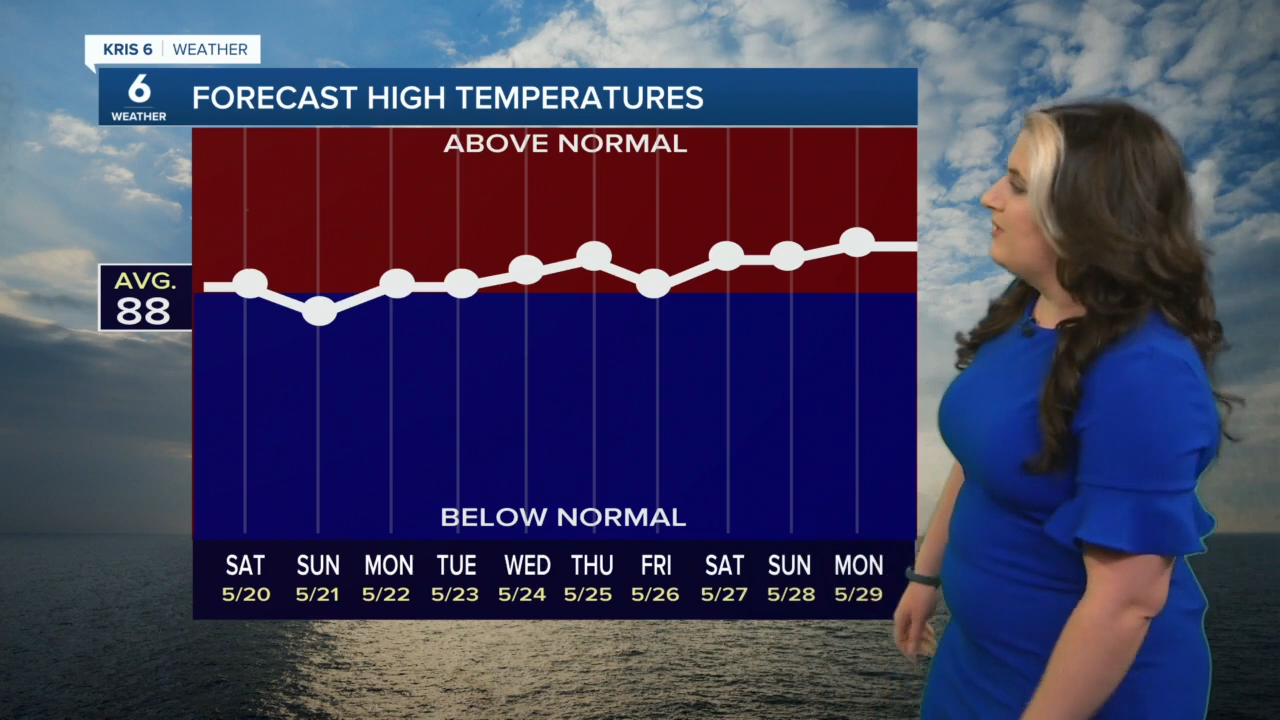 KRIS 6 | WEATHER
6
WEATHER
FORECAST HIGH TEMPERATURES
ABOVE NORMAL
AVG.
88
BELOW NORMAL
SAT SUN MON TUE WED THU FRI SAT SUN MON
5/20 5/21 5/22 5/23 5/24 5/25 5/26 5/27 5/28 5/29